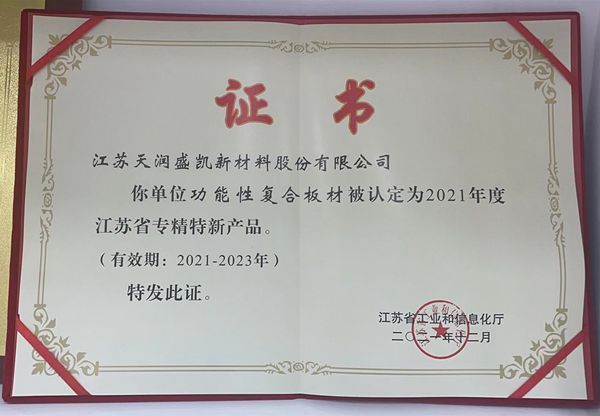 证书
江苏天润盛凯新材料股份有限公司
你单位功能性复合板材被认定为2021年度
江苏省专精特新产品。
（有效期：2021-2023年）
特发此证。
江苏省工业和信息化厅
二〇二一年十二月